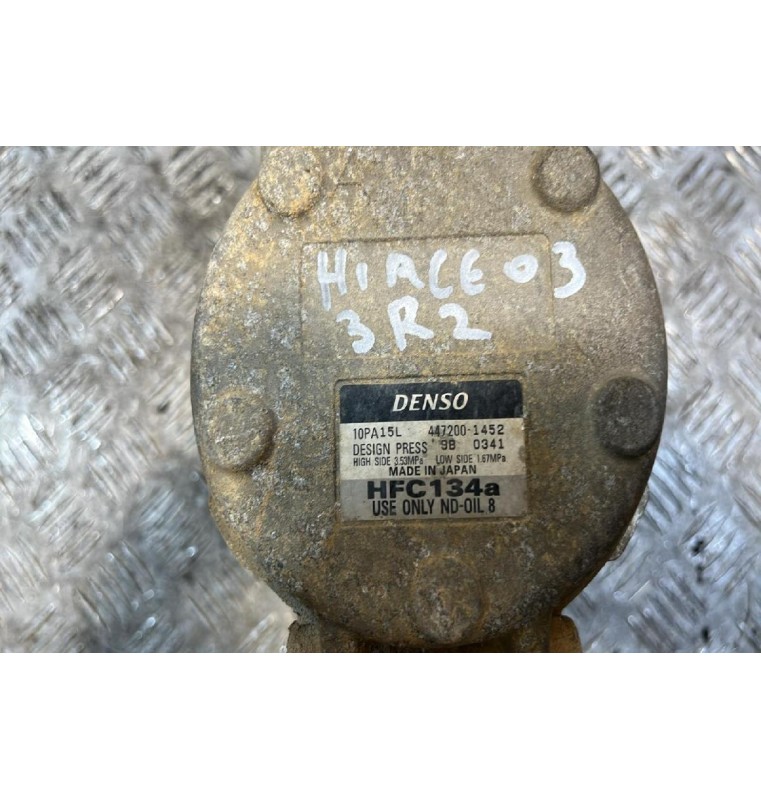 HIACE 03
3R2
DENSO
10PA15L 447200-1452
DESIGN PRESS '9B 0341
HIGH SIDE 3.53MPa LOW SIDE 1.67MPa
MADE IN JAPAN
HFC134a
USE ONLY ND-OIL 8